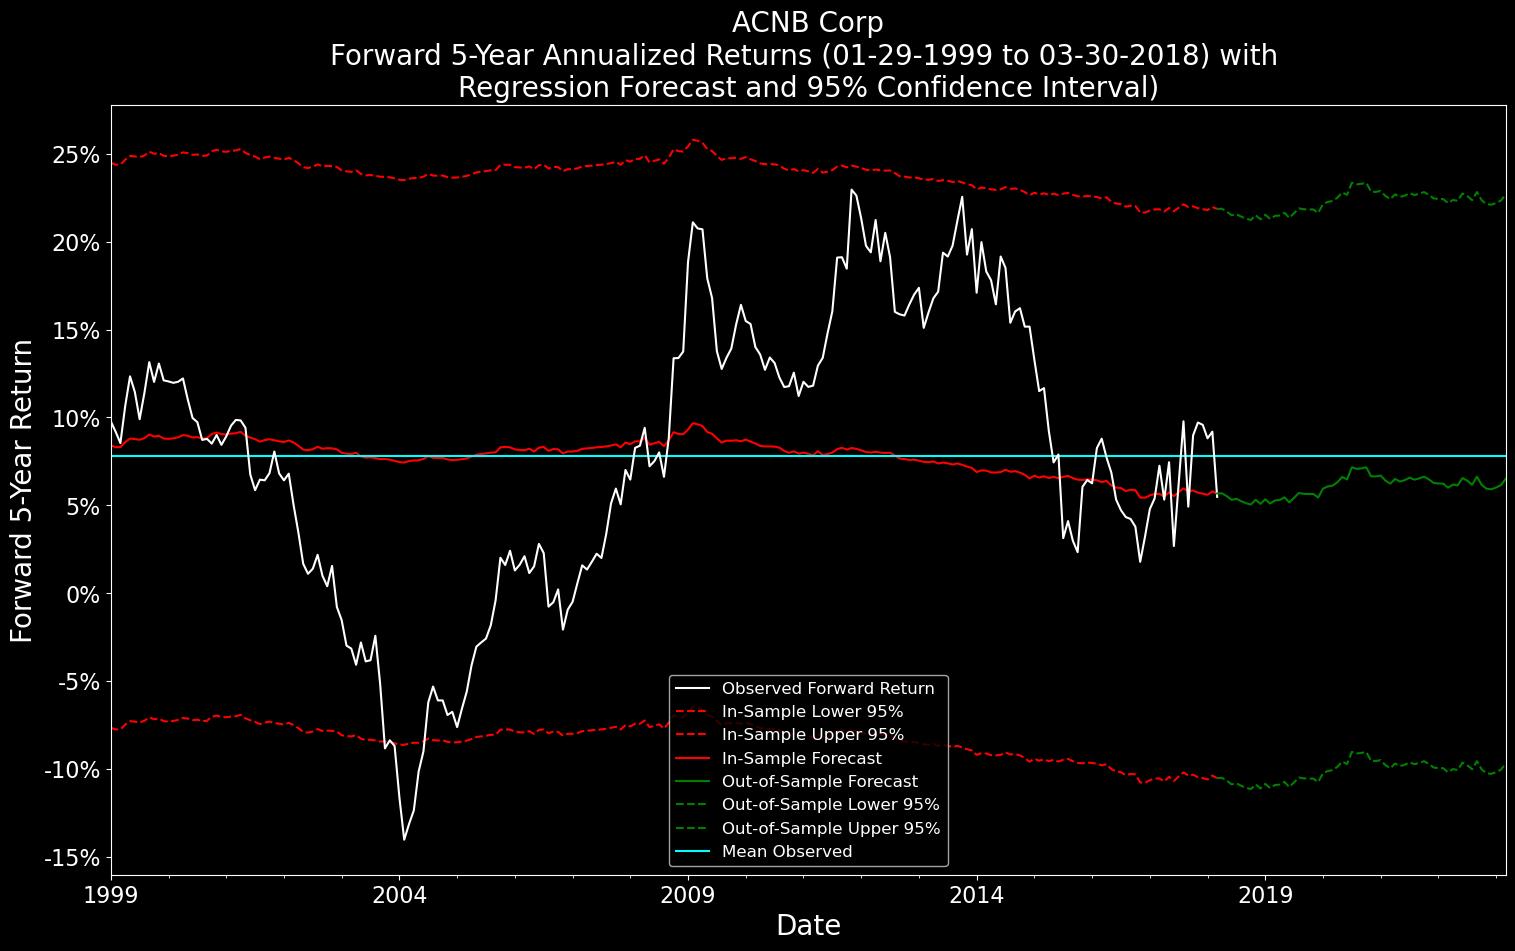 ACNB Corp
Forward 5-Year Annualized Returns (01-29-1999 to 03-30-2018) with
Regression Forecast and 95% Confidence Interval)
Forward 5-Year Return
25%
20%
15%
10%
5%
0%
-5%
-10%
-15%
Observed Forward Return
In-Sample Lower 95%
In-Sample Upper 95%
In-Sample Forecast
Out-of-Sample Forecast
Out-of-Sample Lower 95%
Out-of-Sample Upper 95%
Mean Observed
1999 2004 2009 2014 2019
Date